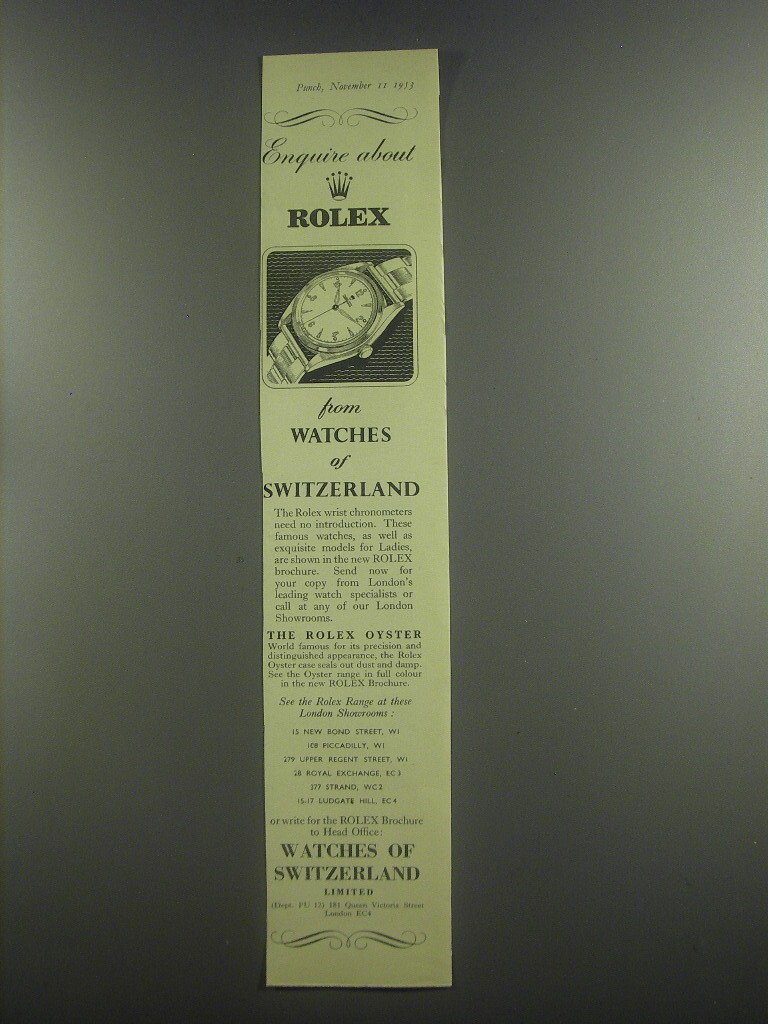 Punch, November 11 1953
Enquire about
ROLEX
from
WATCHES
of
SWITZERLAND
The Rolex wrist chronometers
need no introduction. These
famous watches, as well as
exquisite models for Ladies,
are shown in the new ROLEX
brochure. Send now for
your copy from London's
leading watch specialists or
call at any of our London
Showrooms.
THE ROLEX OYSTER
World famous for its precision and
distinguished appearance, the Rolex
Oyster case seals out dust and damp.
See the Oyster range in full colour
in the new ROLEX Brochure.
See the Rolex Range at these
London Showrooms :
15 NEW BOND STREET, W1
108 PICCADILLY, W1
279 UPPER REGENT STREET, W1
28 ROYAL EXCHANGE, EC3
377 STRAND, WC2
15-17 LUDGATE HILL, EC4
or write for the ROLEX Brochure
to Head Office:
WATCHES OF
SWITZERLAND
LIMITED
(Dept. PU 12) 181 Queen Victoria Street
London EC4